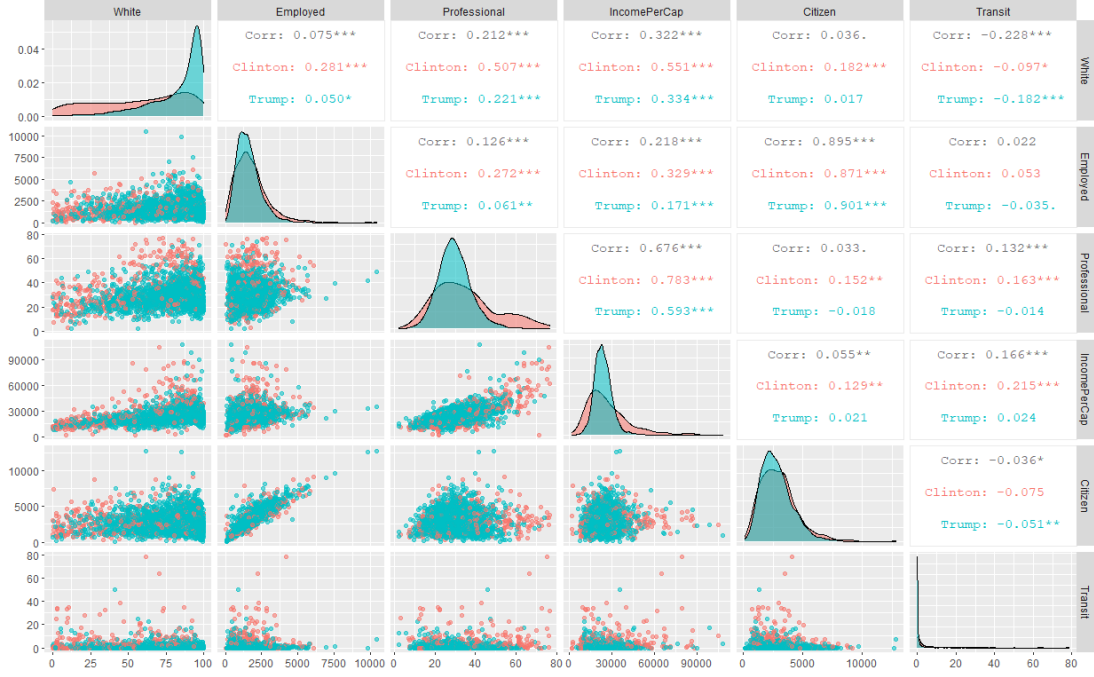 White Employed Professional IncomePerCap Citizen Transit
Corr: 0.075*** Corr: 0.212*** Corr: 0.322*** Corr: 0.036. Corr: -0.228***
Clinton: 0.281*** Clinton: 0.507*** Clinton: 0.551*** Clinton: 0.182*** Clinton: -0.097*
Trump: 0.050* Trump: 0.221*** Trump: 0.334*** Trump: 0.017 Trump: -0.182***
0.04
0.02
0.00
White
Corr: 0.126*** Corr: 0.218*** Corr: 0.895*** Corr: 0.022
Clinton: 0.272*** Clinton: 0.329*** Clinton: 0.871*** Clinton: 0.053
Trump: 0.061** Trump: 0.171*** Trump: 0.901*** Trump: -0.035.
10000
7500
5000
2500
0
Employed
Corr: 0.676*** Corr: 0.033. Corr: 0.132***
Clinton: 0.783*** Clinton: 0.152** Clinton: 0.163***
Trump: 0.593*** Trump: -0.018 Trump: -0.014
80
60
40
20
0
Professional
Corr: 0.055** Corr: 0.166***
Clinton: 0.129** Clinton: 0.215***
Trump: 0.021 Trump: 0.024
90000
60000
30000
0
IncomePerCap
Corr: -0.036*
Clinton: -0.075
Trump: -0.051**
10000
5000
0
Citizen
80
60
40
20
0
Transit
0 25 50 75 100 0 2500 5000 7500 10000 20 40 60 80 0 30000 60000 90000 0 5000 10000 0 20 40 60 80